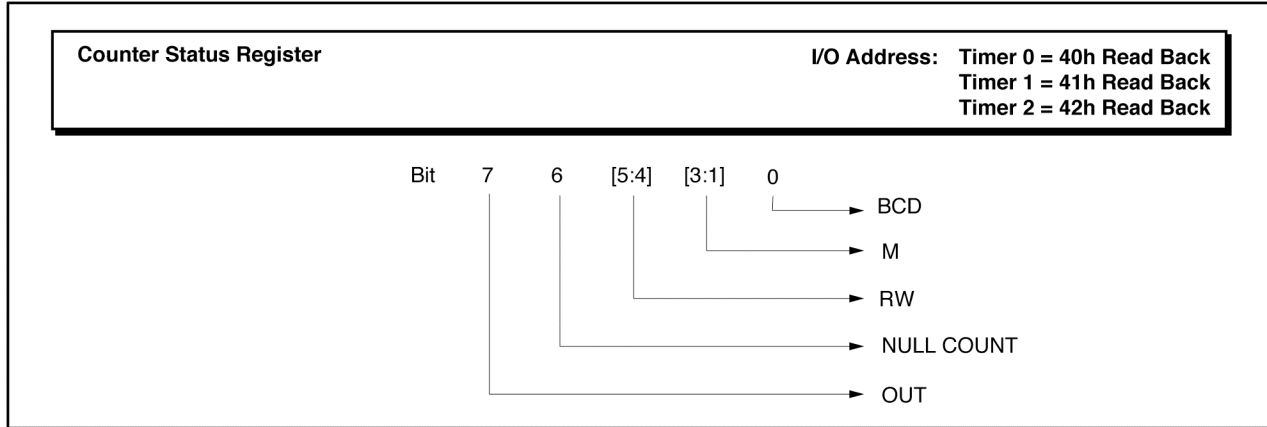 Counter Status Register
I/O Address: Timer 0 = 40h Read Back
Timer 1 = 41h Read Back
Timer 2 = 42h Read Back
Bit 7 6 [5:4] [3:1] 0
BCD
M
RW
NULL COUNT
OUT